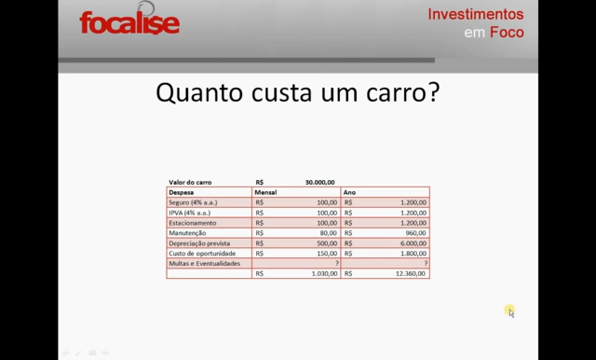 focalise
Investimentos
em Foco
Quanto custa um carro?
Valor do carro R$ 30.000,00
Despesa Mensal Ano
Seguro (4% a.a.) R$ 100,00 R$ 1.200,00
IPVA (4% a.a.) R$ 100,00 R$ 1.200,00
Estacionamento R$ 100,00 R$ 1.200,00
Manutenção R$ 80,00 R$ 960,00
Depreciação prevista R$ 500,00 R$ 6.000,00
Custo de oportunidade R$ 150,00 R$ 1.800,00
Multas e Eventualidades ? ?
R$ 1.030,00 R$ 12.360,00